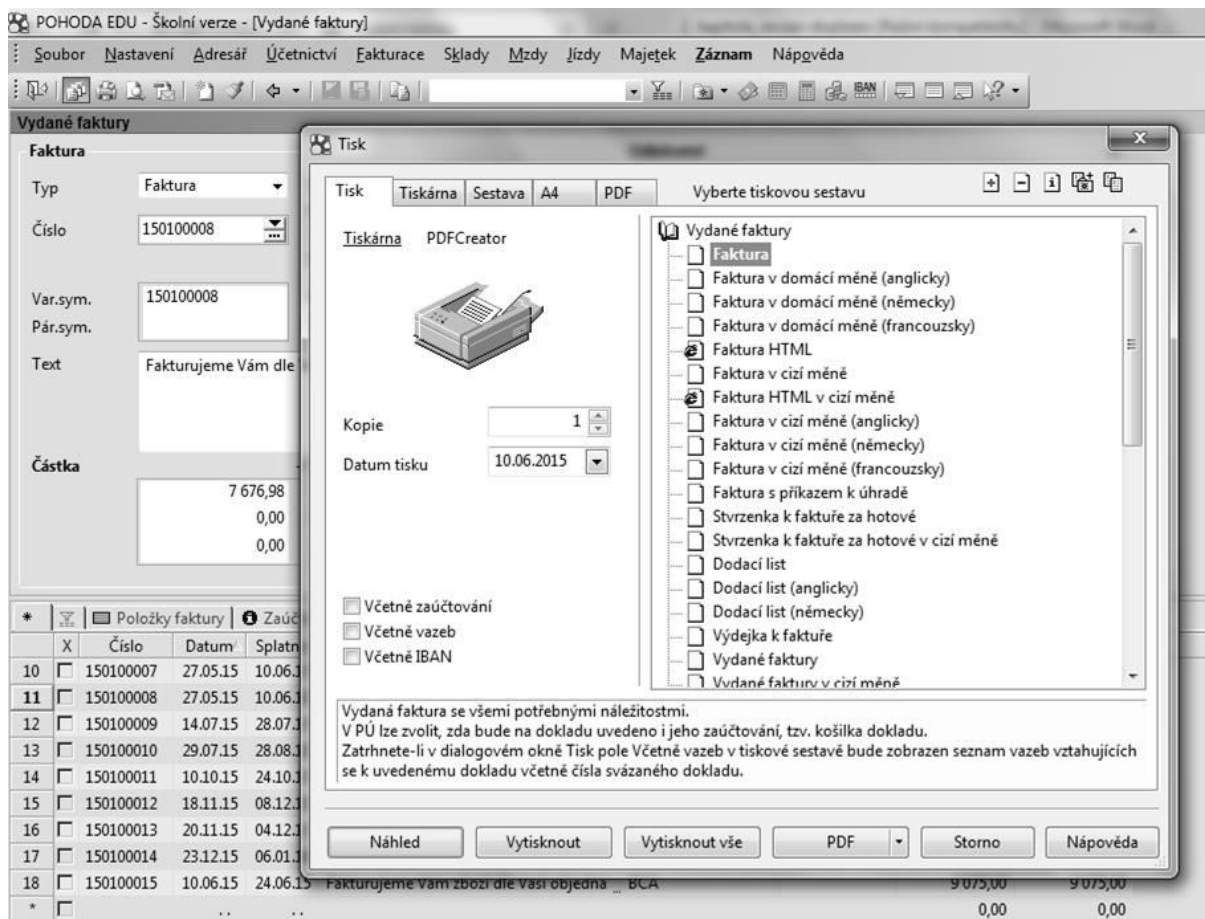 POHODA EDU - Školní verze - [Vydané faktury]
Soubor Nastavení Adresář Účetnictví Fakturace Sklady Mzdy Jízdy Majetek Záznam Nápověda
IBAN
Vydané faktury
Faktura
Typ Faktura
Číslo 150100008
Var.sym. 150100008
Pár.sym.
Text Fakturujeme Vám dle
Částka
7 676,98
0,00
0,00
Tisk
Tisk Tiskárna Sestava A4 PDF Vyberte tiskovou sestavu
Tiskárna PDFCreator
Kopie 1
Datum tisku 10.06.2015
Včetně zaúčtování
Včetně vazeb
Včetně IBAN
Vydané faktury
Faktura
Faktura v domácí měně (anglicky)
Faktura v domácí měně (německy)
Faktura v domácí měně (francouzsky)
Faktura HTML
Faktura v cizí měně
Faktura HTML v cizí měně
Faktura v cizí měně (anglicky)
Faktura v cizí měně (německy)
Faktura v cizí měně (francouzsky)
Faktura s příkazem k úhradě
Stvrzenka k faktuře za hotové
Stvrzenka k faktuře za hotové v cizí měně
Dodací list
Dodací list (anglicky)
Dodací list (německy)
Výdejka k faktuře
Vydané faktury
Vydané faktury v cizí měně
Vydaná faktura se všemi potřebnými náležitostmi.
V PÚ lze zvolit, zda bude na dokladu uvedeno i jeho zaúčtování, tzv. košilka dokladu.
Zatrhnete-li v dialogovém okně Tisk pole Včetně vazeb v tiskové sestavě bude zobrazen seznam vazeb vztahujících
se k uvedenému dokladu včetně čísla svázaného dokladu.
Náhled Vytisknout Vytisknout vše PDF Storno Nápověda
* Položky faktury Zaúč
X Číslo Datum Splatn
10 150100007 27.05.15 10.06.1
11 150100008 27.05.15 10.06.1
12 150100009 14.07.15 28.07.1
13 150100010 29.07.15 28.08.1
14 150100011 10.10.15 24.10.1
15 150100012 18.11.15 08.12.1
16 150100013 20.11.15 04.12.1
17 150100014 23.12.15 06.01.1
18 150100015 10.06.15 24.06.15 Fakturujeme Vám zboží dle Vaší objedná ... BCA 9 075,00 9 075,00
* . . . . 0,00 0,00